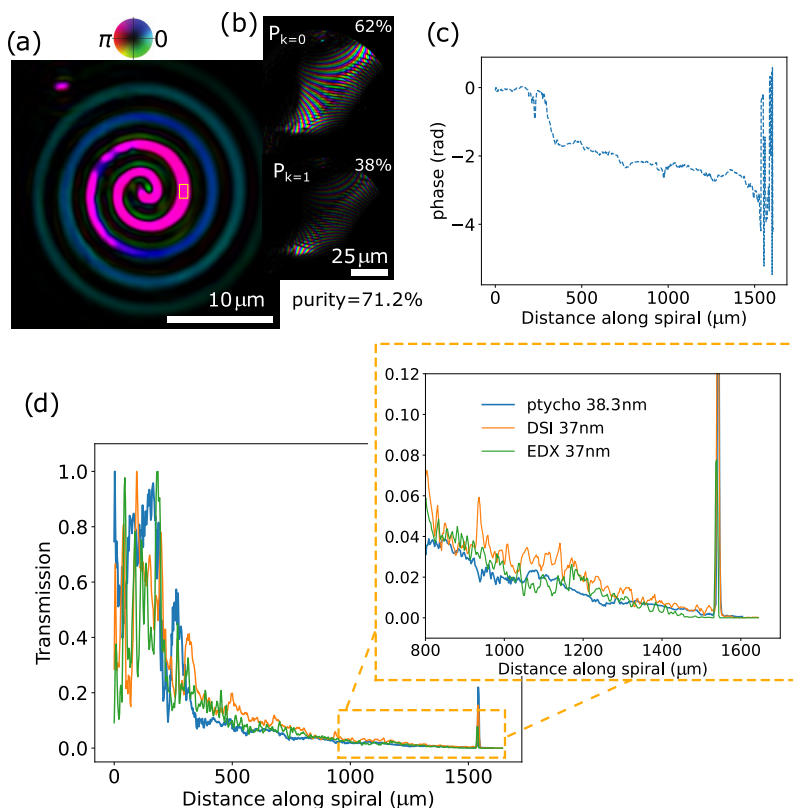 (a)
π 0
10 μm
(b)
P_{k=0} 62%
P_{k=1} 38%
25 μm
purity=71.2%
(c)
phase (rad)
0
−2
−4
0 500 1000 1500
Distance along spiral (μm)
(d)
Transmission
1.0
0.8
0.6
0.4
0.2
0.0
0 500 1000 1500
Distance along spiral (μm)
0.12
0.10
0.08
0.06
0.04
0.02
0.00
ptycho 38.3nm
DSI 37nm
EDX 37nm
800 1000 1200 1400 1600
Distance along spiral (μm)